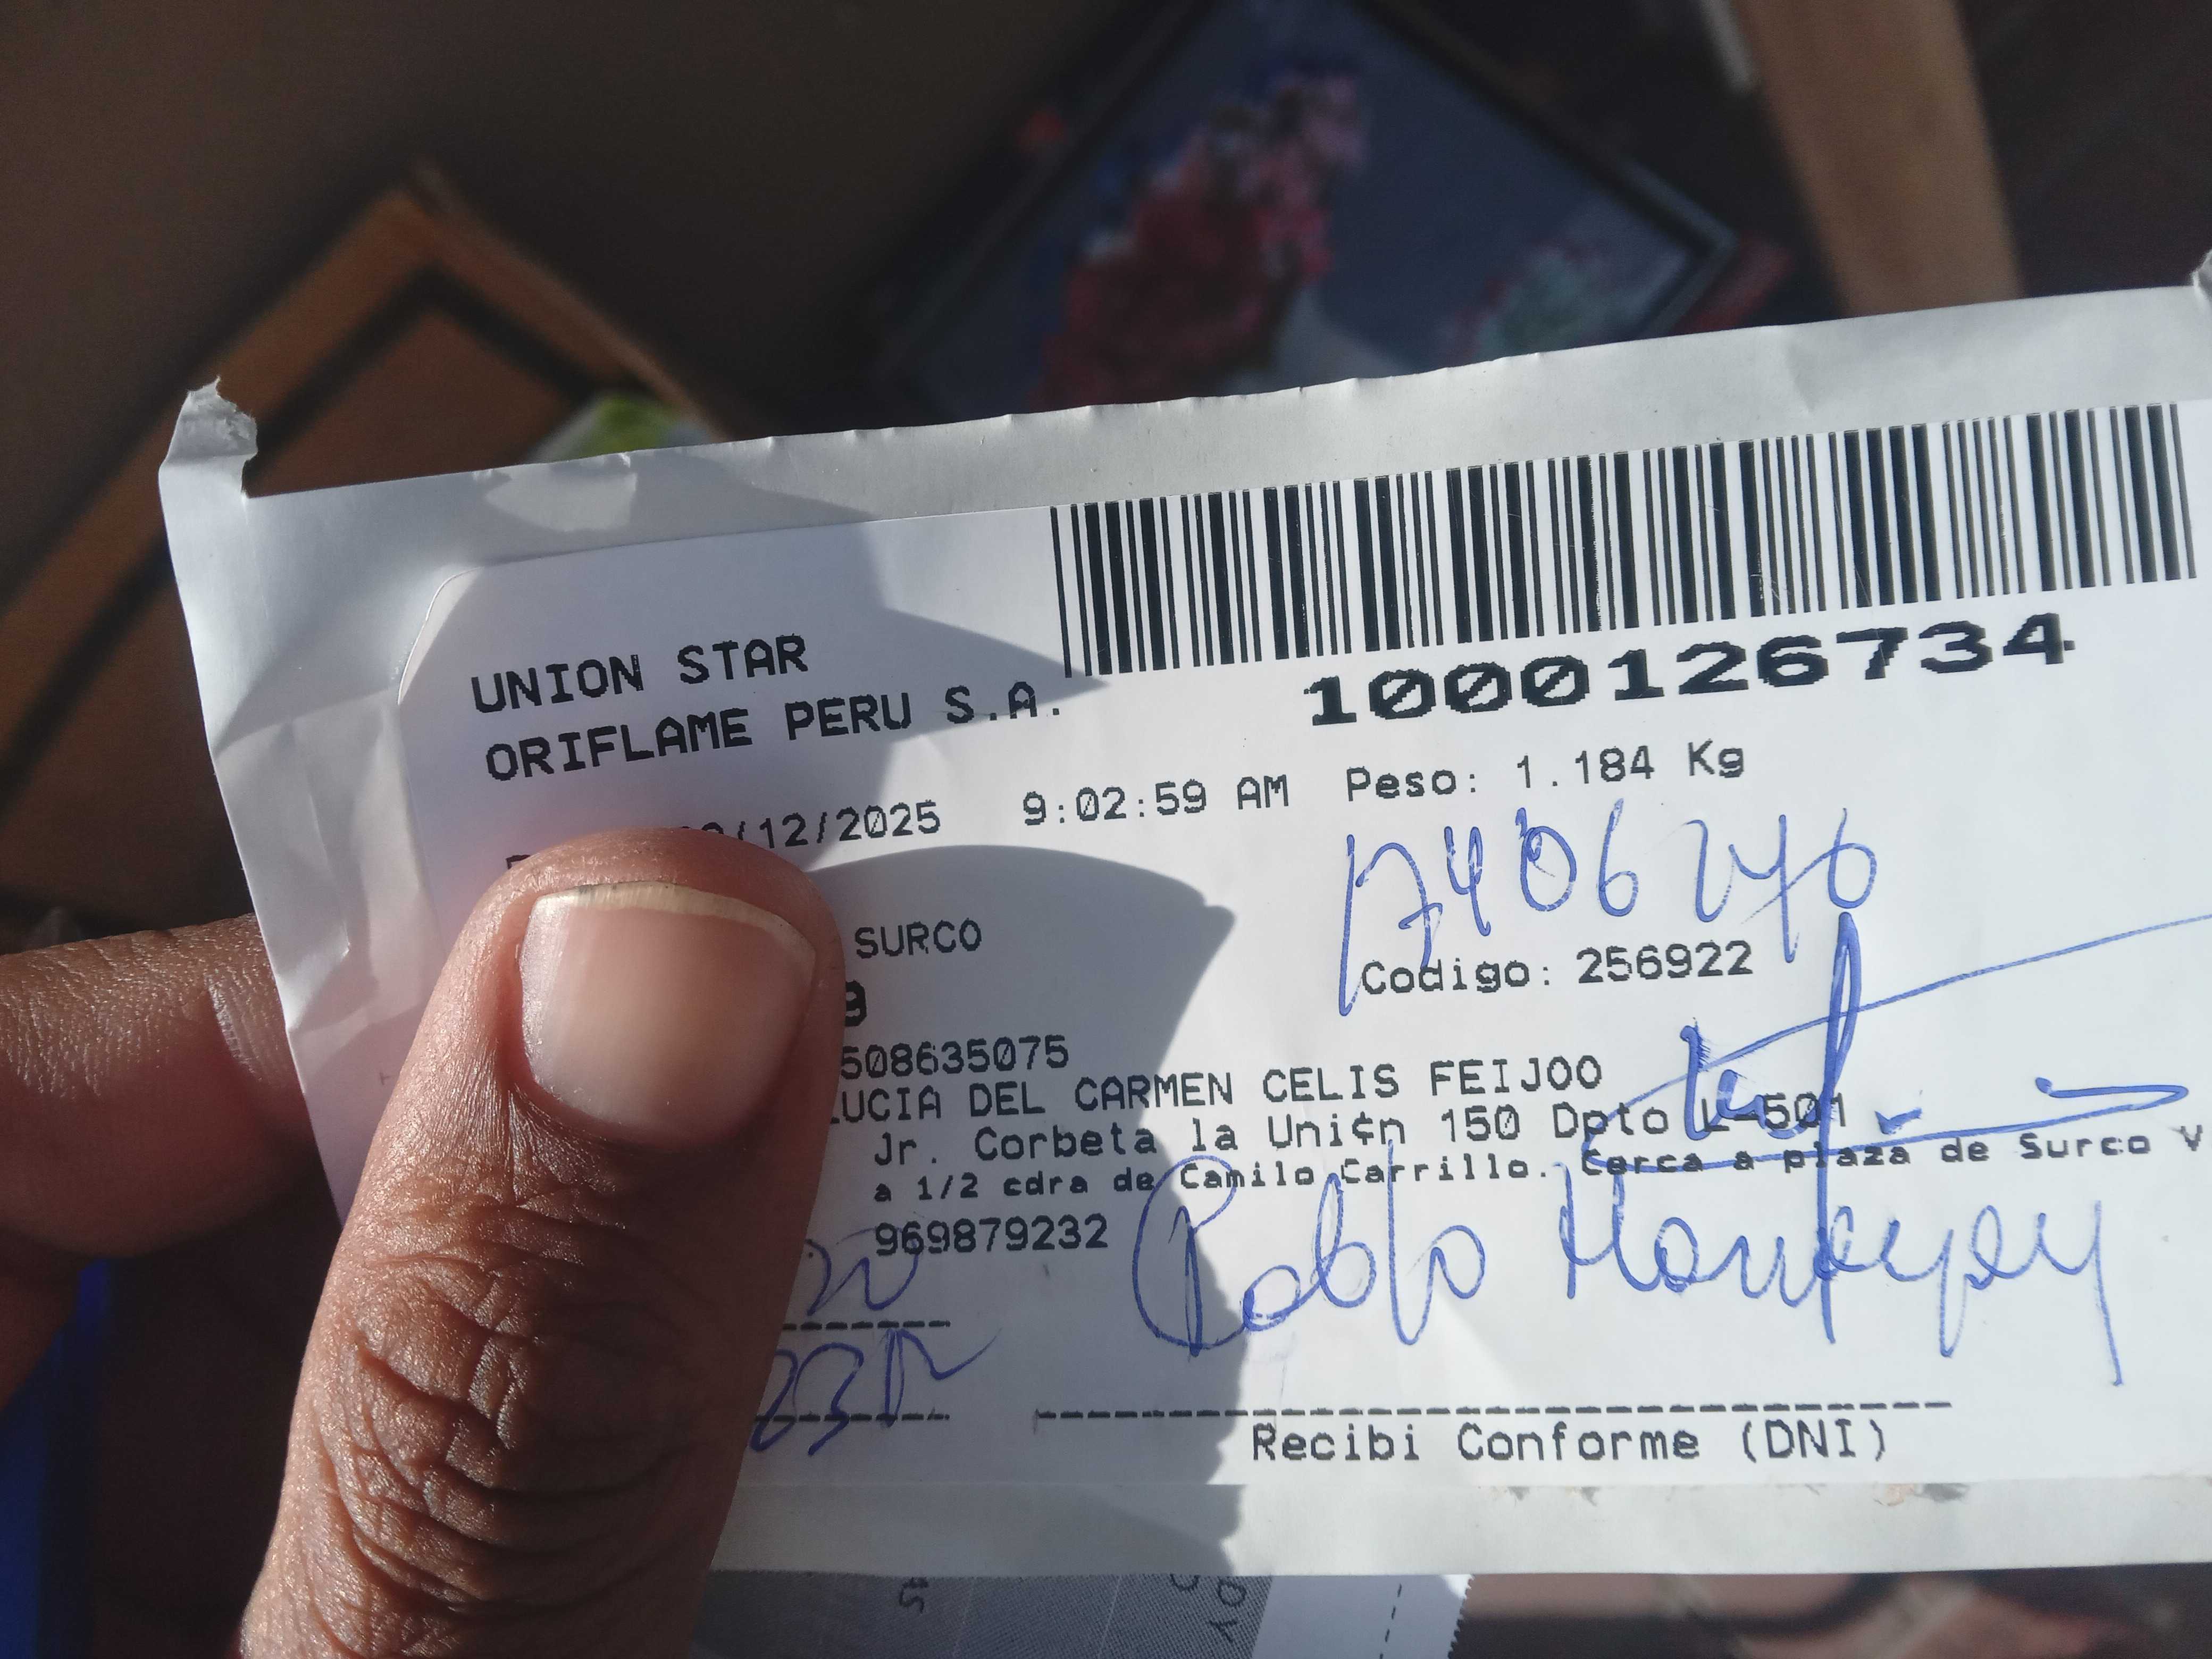 UNION STAR
ORIFLAME PERU S.A.
1000126734
/12/2025 9:02:59 AM Peso: 1.184 Kg
SURCO
Codigo: 256922
9
508635075
LUCIA DEL CARMEN CELIS FEIJOO
Jr. Corbeta la Uni¢n 150 Dpto L-501
a 1/2 cdra de Camilo Carrillo. Cerca a plaza de Surco V
969879232
Pablo
Recibi Conforme (DNI)